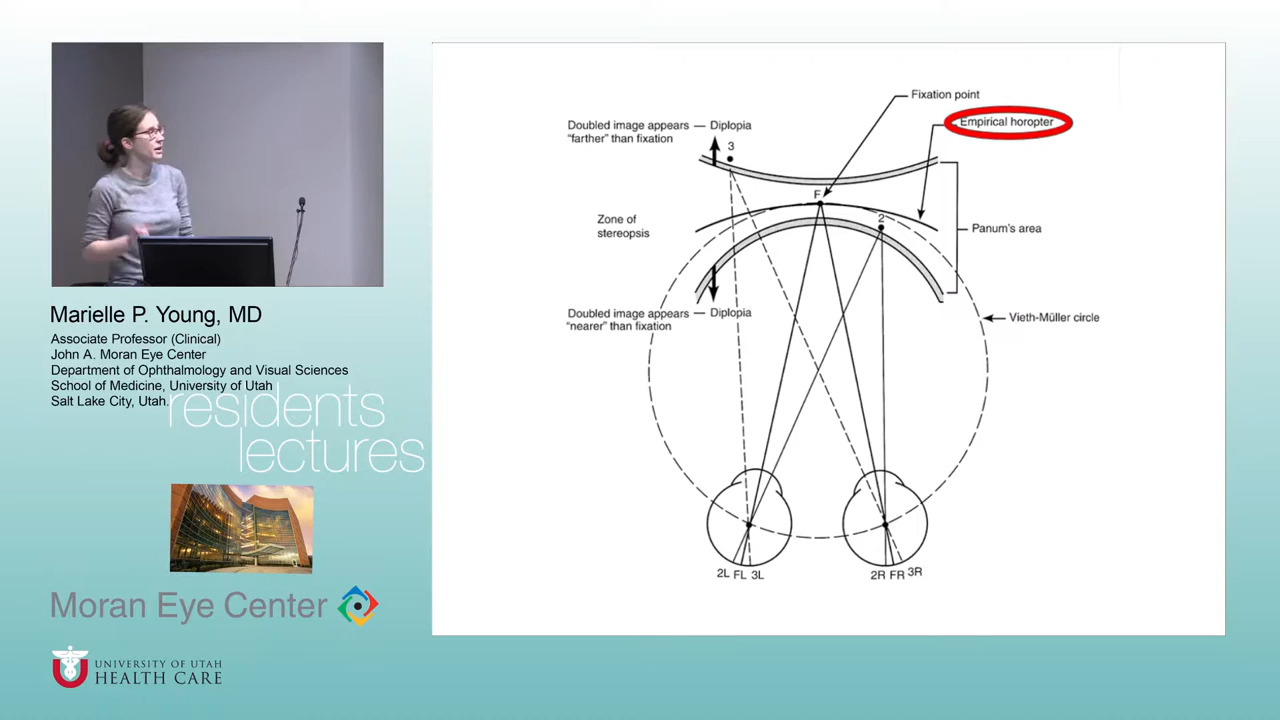 Marielle P. Young, MD
Associate Professor (Clinical)
John A. Moran Eye Center
Department of Ophthalmology and Visual Sciences
School of Medicine, University of Utah
Salt Lake City, Utah.
residents
lectures
Moran Eye Center
UNIVERSITY OF UTAH
HEALTH CARE
Fixation point
Empirical horopter
Doubled image appears — Diplopia
"farther" than fixation
3
F
2
Zone of
stereopsis
Panum's area
Doubled image appears — Diplopia
"nearer" than fixation
Vieth-Müller circle
2L FL 3L
2R FR 3R